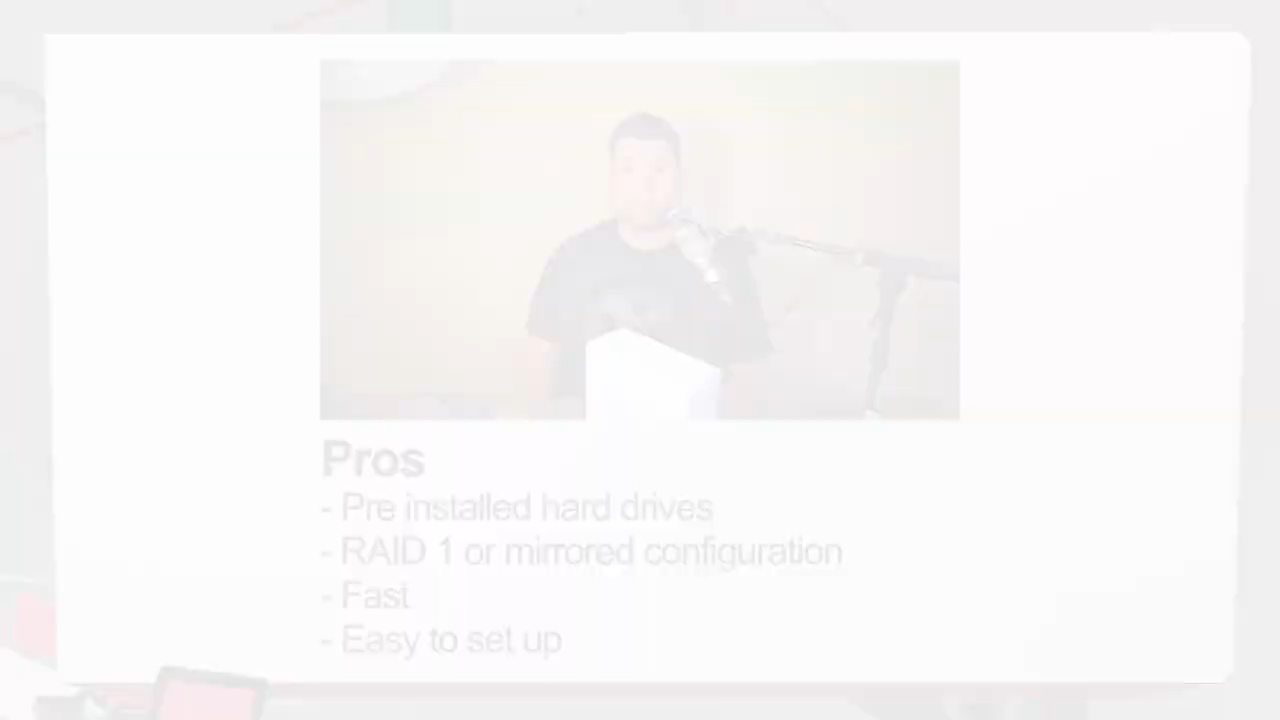 Pros
- Pre installed hard drives
- RAID 1 or mirrored configuration
- Fast
- Easy to set up